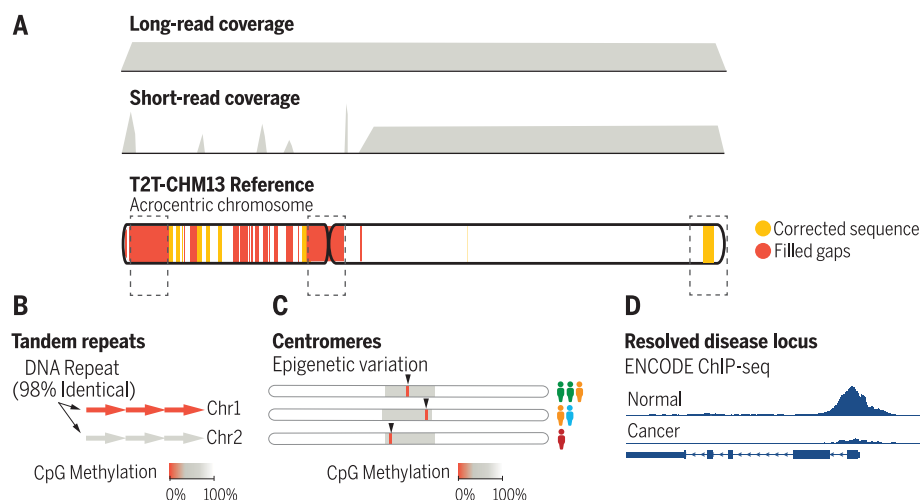 A
Long-read coverage
Short-read coverage
T2T-CHM13 Reference
Acrocentric chromosome
Corrected sequence
Filled gaps
B
Tandem repeats
DNA Repeat
(98% Identical)
Chr1
Chr2
CpG Methylation
0% 100%
C
Centromeres
Epigenetic variation
CpG Methylation
0% 100%
D
Resolved disease locus
ENCODE ChIP-seq
Normal
Cancer